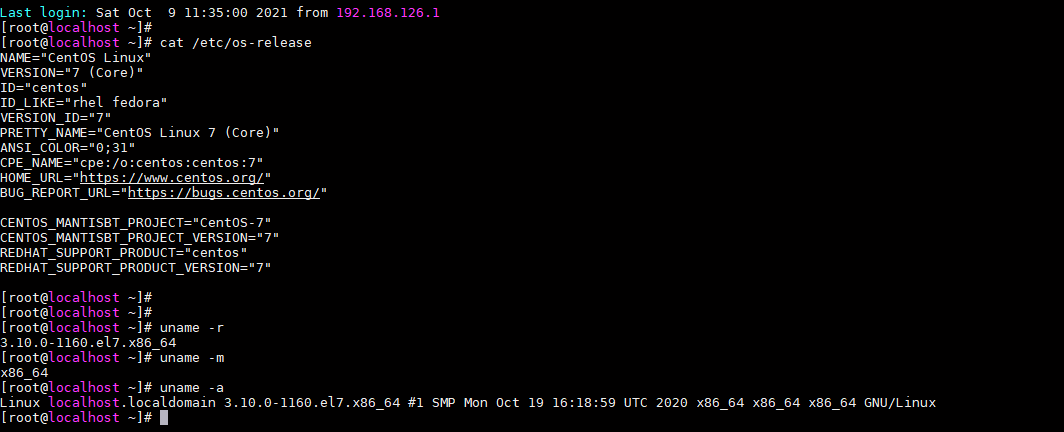 Last login: Sat Oct  9 11:35:00 2021 from 192.168.126.1
[root@localhost ~]#
[root@localhost ~]# cat /etc/os-release
NAME="CentOS Linux"
VERSION="7 (Core)"
ID="centos"
ID_LIKE="rhel fedora"
VERSION_ID="7"
PRETTY_NAME="CentOS Linux 7 (Core)"
ANSI_COLOR="0;31"
CPE_NAME="cpe:/o:centos:centos:7"
HOME_URL="https://www.centos.org/"
BUG_REPORT_URL="https://bugs.centos.org/"

CENTOS_MANTISBT_PROJECT="CentOS-7"
CENTOS_MANTISBT_PROJECT_VERSION="7"
REDHAT_SUPPORT_PRODUCT="centos"
REDHAT_SUPPORT_PRODUCT_VERSION="7"

[root@localhost ~]#
[root@localhost ~]#
[root@localhost ~]# uname -r
3.10.0-1160.el7.x86_64
[root@localhost ~]# uname -m
x86_64
[root@localhost ~]# uname -a
Linux localhost.localdomain 3.10.0-1160.el7.x86_64 #1 SMP Mon Oct 19 16:18:59 UTC 2020 x86_64 x86_64 x86_64 GNU/Linux
[root@localhost ~]#